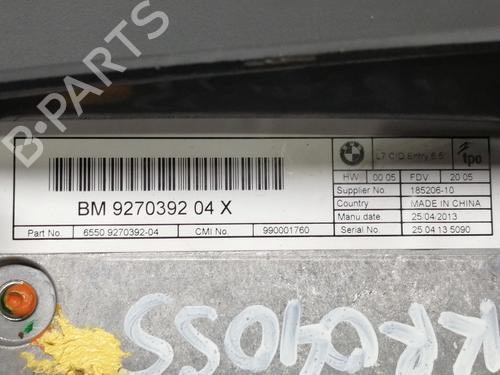 B-PARTS
BM 9270392 04 X
Part No. 6550 9270392-04 CMI No. 990001760
L7 CID Entry 6.5" tpo
HW 00 05 FDV 20 05
Supplier No. 185206-10
Country MADE IN CHINA
Manu date 25/04/2013
Serial No. 25 04 13 5090